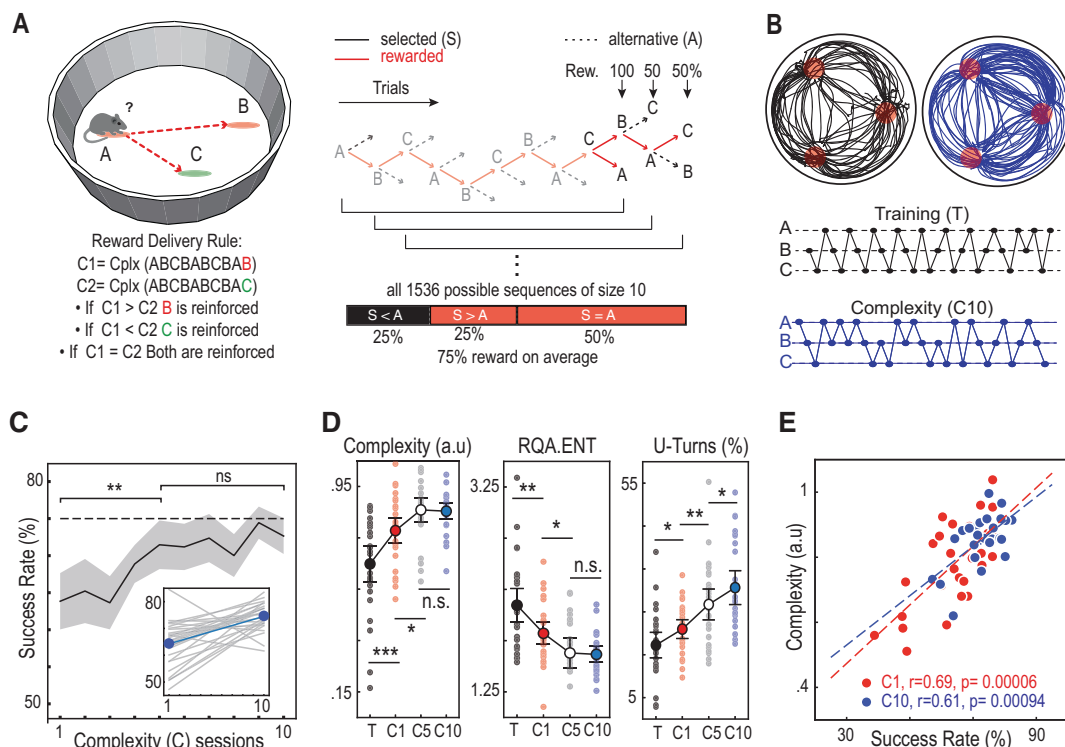 A
?
B
A
C
Reward Delivery Rule:
C1= Cplx (ABCBABCBAB)
C2= Cplx (ABCBABCBAC)
• If C1 > C2 B is reinforced
• If C1 < C2 C is reinforced
• If C1 = C2 Both are reinforced
selected (S)
rewarded
alternative (A)
Rew. 100 50 50%
Trials
C
C B C
C C B
A A A A
B B B
all 1536 possible sequences of size 10
S < A S > A S = A
25% 25% 50%
75% reward on average
B
Training (T)
A
B
C
Complexity (C10)
A
B
C
C
80
**
ns
Success Rate (%)
80
50
1 10
50
1 10
Complexity (C) sessions
D
Complexity (a.u)
.95
n.s.
*
***
.15
T C1 C5 C10
RQA.ENT
3.25
**
*
n.s.
1.25
T C1 C5 C10
U-Turns (%)
55
*
**
*
5
T C1 C5 C10
E
1
Complexity (a.u)
.4
C1, r=0.69, p= 0.00006
C10, r=0.61, p= 0.00094
30 90
Success Rate (%)